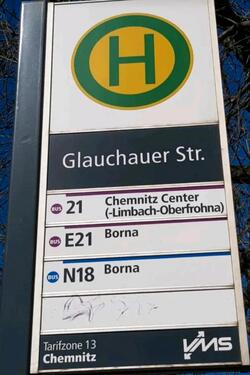 H
Glauchauer Str.
BUS 21 Chemnitz Center
(-Limbach-Oberfrohna)
BUS E21 Borna
BUS N18 Borna
Tarifzone 13
Chemnitz
VMS